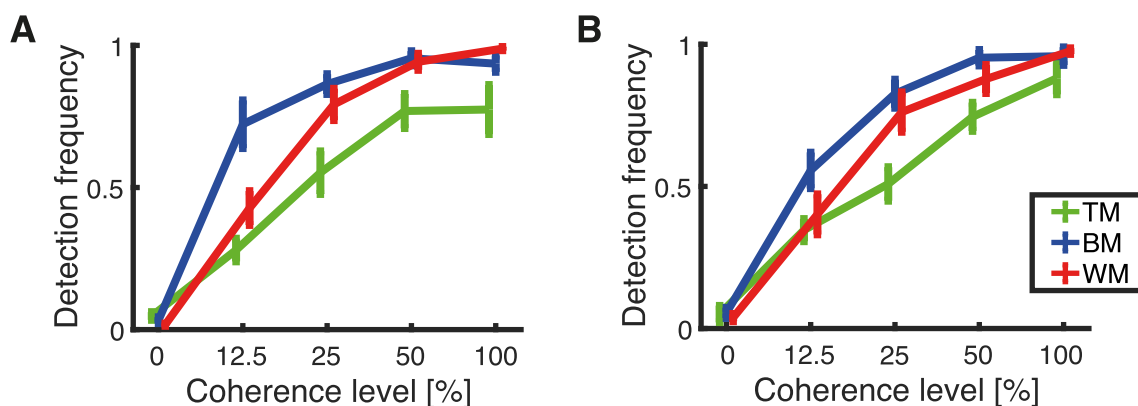 A
Detection frequency
1
0.5
0
0 12.5 25 50 100
Coherence level [%]
B
Detection frequency
1
0.5
0
0 12.5 25 50 100
Coherence level [%]
TM
BM
WM